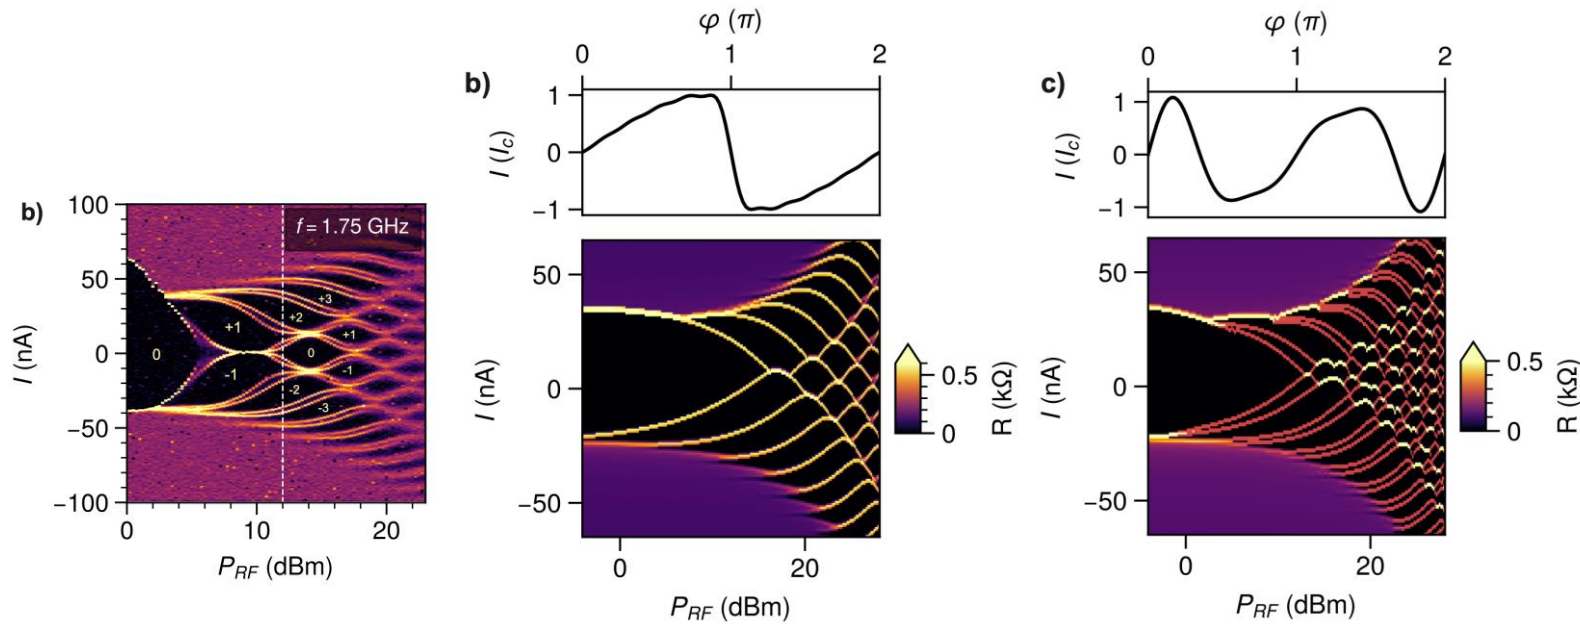 b)
100
50
0
−50
−100
I (nA)
f = 1.75 GHz
0
+1
-1
+2
+3
+1
0
-1
-2
-3
0
10
20
P_RF (dBm)
b)
φ (π)
0
1
2
1
0
−1
I (I_c)
50
0
−50
I (nA)
0
20
P_RF (dBm)
0.5
0
R (kΩ)
c)
φ (π)
0
1
2
1
0
−1
I (I_c)
50
0
−50
I (nA)
0
20
P_RF (dBm)
0.5
0
R (kΩ)